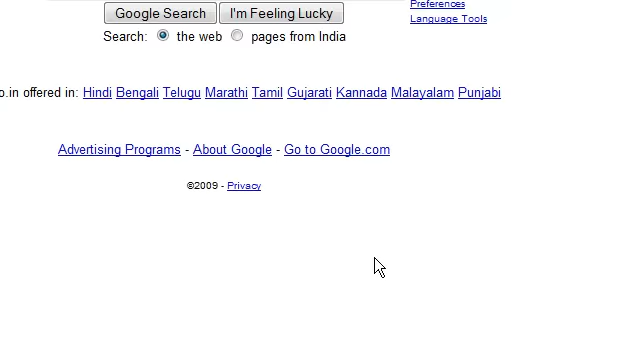 Preferences
Google Search I'm Feeling Lucky Language Tools
Search: the web pages from India
o.in offered in: Hindi Bengali Telugu Marathi Tamil Gujarati Kannada Malayalam Punjabi
Advertising Programs - About Google - Go to Google.com
©2009 - Privacy